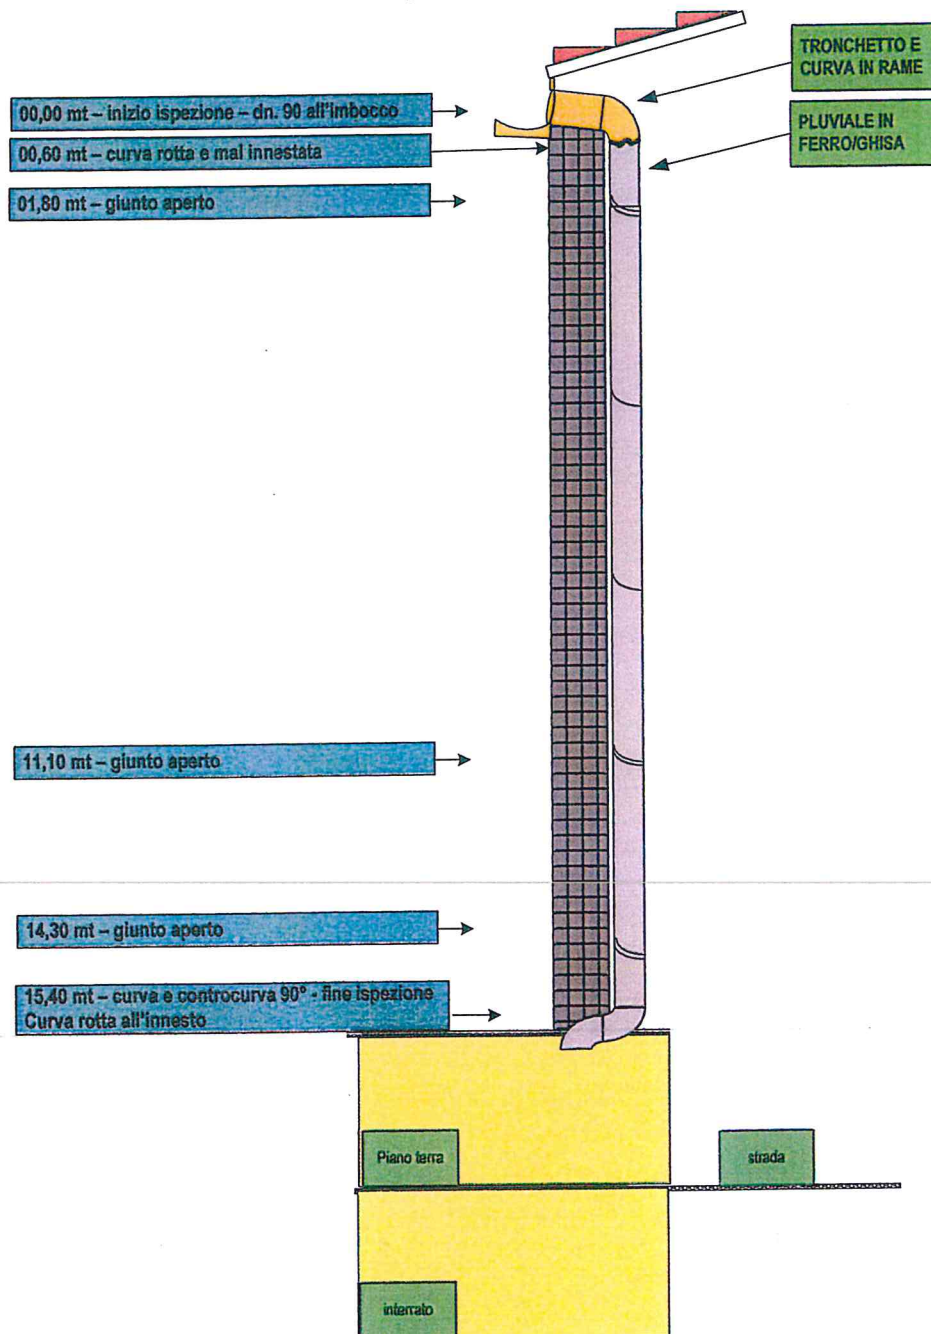 TRONCHETTO E
CURVA IN RAME
00,00 mt – inizio ispezione – dn. 90 all'imbocco
PLUVIALE IN
FERRO/GHISA
00,60 mt – curva rotta e mal innestata
01,80 mt – giunto aperto
11,10 mt – giunto aperto
14,30 mt – giunto aperto
15,40 mt – curva e controcurva 90° - fine ispezione
Curva rotta all'innesto
Piano terra
strada
interrato